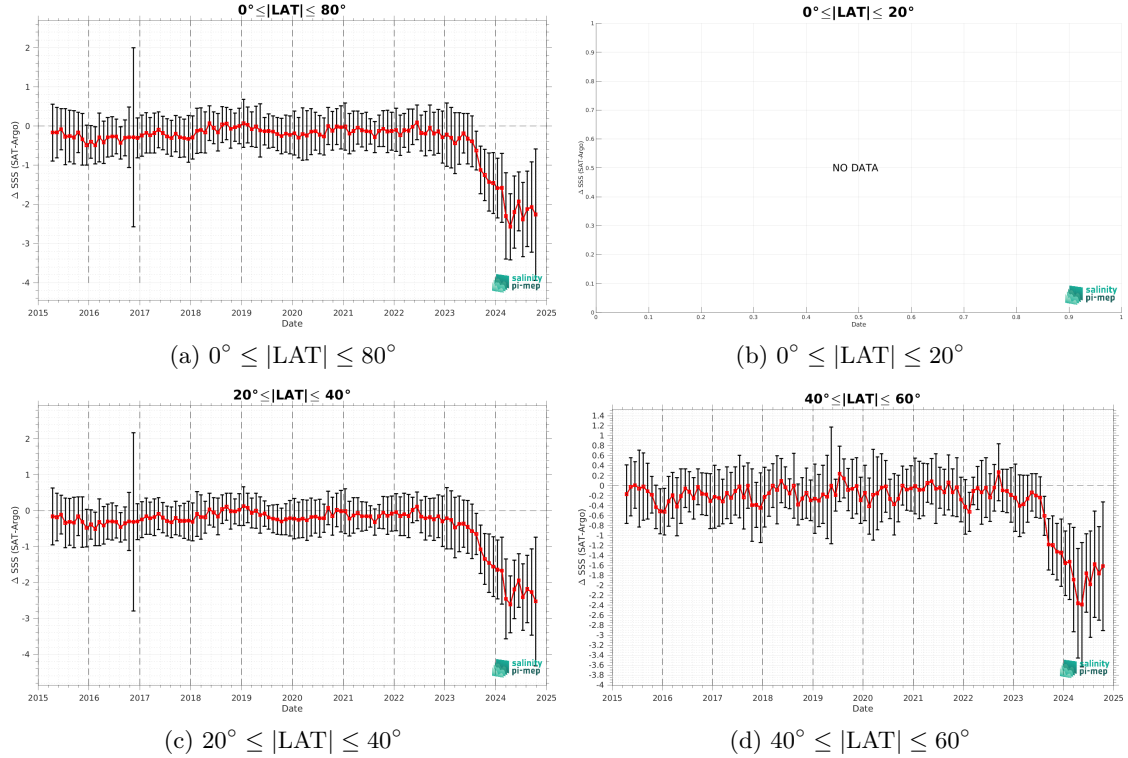 0°≤|LAT|≤ 80°
2
1
0
-1
-2
-3
-4
Δ SSS (SAT-Argo)
salinity
pi-mep
2015 2016 2017 2018 2019 2020 2021 2022 2023 2024 2025
Date
(a) 0° ≤ |LAT| ≤ 80°
0°≤|LAT|≤ 20°
1
0.9
0.8
0.7
0.6
0.5
0.4
0.3
0.2
0.1
0
Δ SSS (SAT-Argo)
NO DATA
salinity
pi-mep
0 0.1 0.2 0.3 0.4 0.5 0.6 0.7 0.8 0.9 1
Date
(b) 0° ≤ |LAT| ≤ 20°
20°≤|LAT|≤ 40°
2
1
0
-1
-2
-3
-4
Δ SSS (SAT-Argo)
salinity
pi-mep
2015 2016 2017 2018 2019 2020 2021 2022 2023 2024 2025
Date
(c) 20° ≤ |LAT| ≤ 40°
40°≤|LAT|≤ 60°
1.4
1.2
1
0.8
0.6
0.4
0.2
0
-0.2
-0.4
-0.6
-0.8
-1
-1.2
-1.4
-1.6
-1.8
-2
-2.2
-2.4
-2.6
-2.8
-3
-3.2
-3.4
-3.6
-3.8
-4
Δ SSS (SAT-Argo)
salinity
pi-mep
2015 2016 2017 2018 2019 2020 2021 2022 2023 2024 2025
Date
(d) 40° ≤ |LAT| ≤ 60°